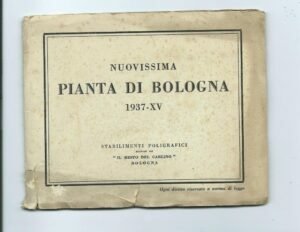 NUOVISSIMA
PIANTA DI BOLOGNA
1937-XV
STABILIMENTI POLIGRAFICI
"IL RESTO DEL CARLINO"
BOLOGNA
Ogni diritto riservato a norma di legge